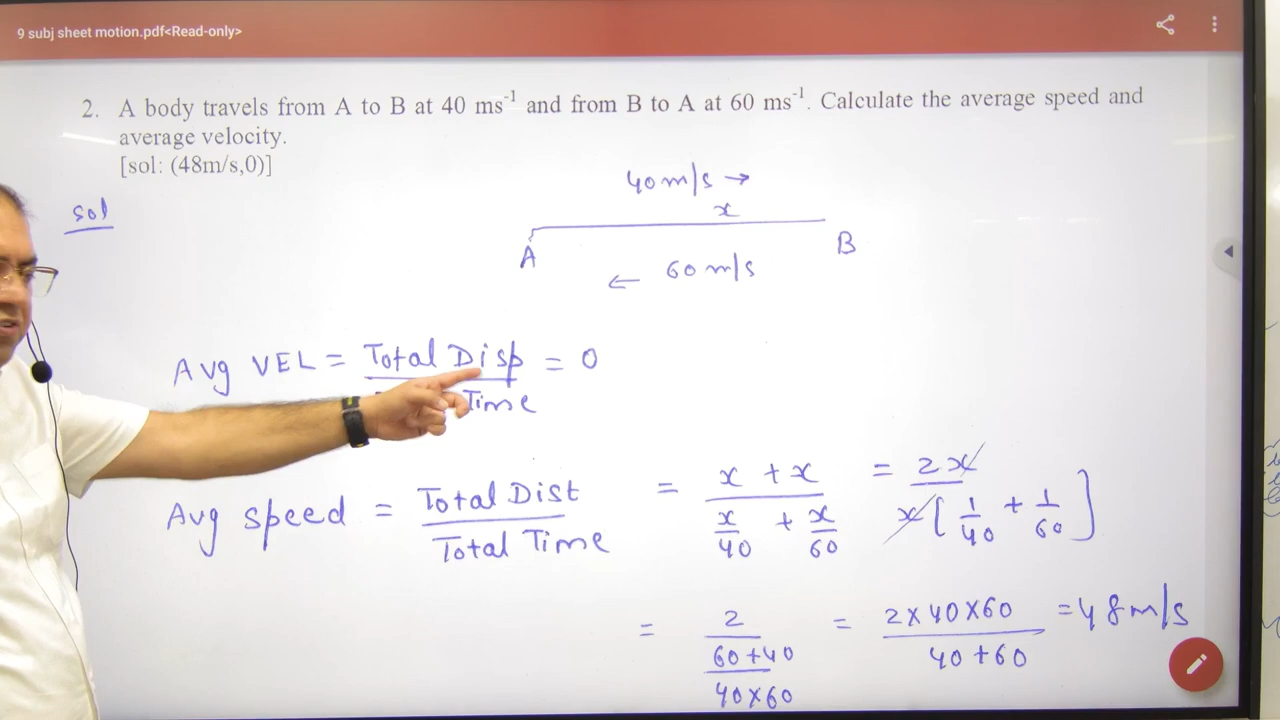 9 subj sheet motion.pdf<Read-only>
2. A body travels from A to B at 40 ms⁻¹ and from B to A at 60 ms⁻¹. Calculate the average speed and
average velocity.
[sol: (48m/s,0)]
sol
40 m/s →
x
A B
← 60 m/s
Avg VEL = Total Disp = 0
Time
Avg speed = Total Dist / Total Time = x + x / x/40 + x/60 = 2x / x[1/40 + 1/60]
= 2 / 60+40 / 40×60 = 2×40×60 / 40+60 = 48 m/s